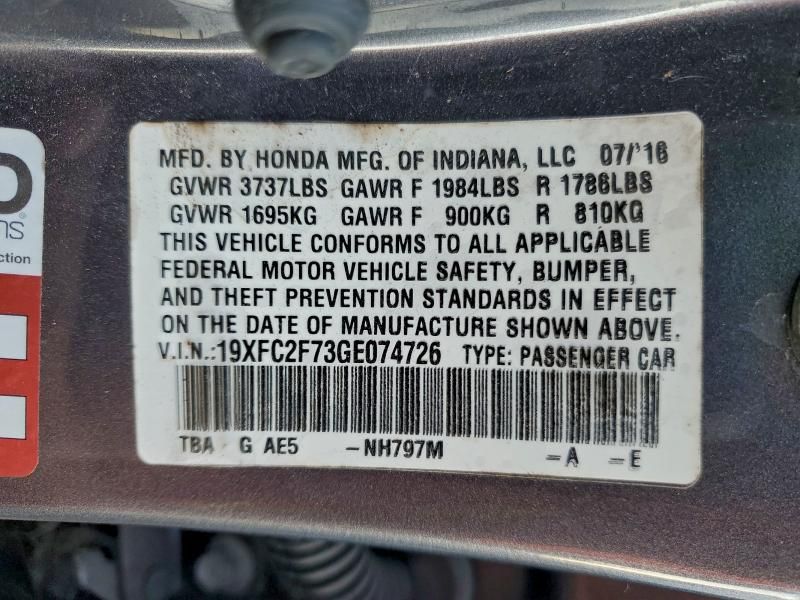 MFD. BY HONDA MFG. OF INDIANA, LLC 07/'16
GVWR 3737LBS GAWR F 1984LBS R 1786LBS
GVWR 1695KG GAWR F 900KG R 810KG
THIS VEHICLE CONFORMS TO ALL APPLICABLE
FEDERAL MOTOR VEHICLE SAFETY, BUMPER,
AND THEFT PREVENTION STANDARDS IN EFFECT
ON THE DATE OF MANUFACTURE SHOWN ABOVE.
V.I.N.:19XFC2F73GE074726 TYPE: PASSENGER CAR
TBA G AE5 -NH797M -A -E